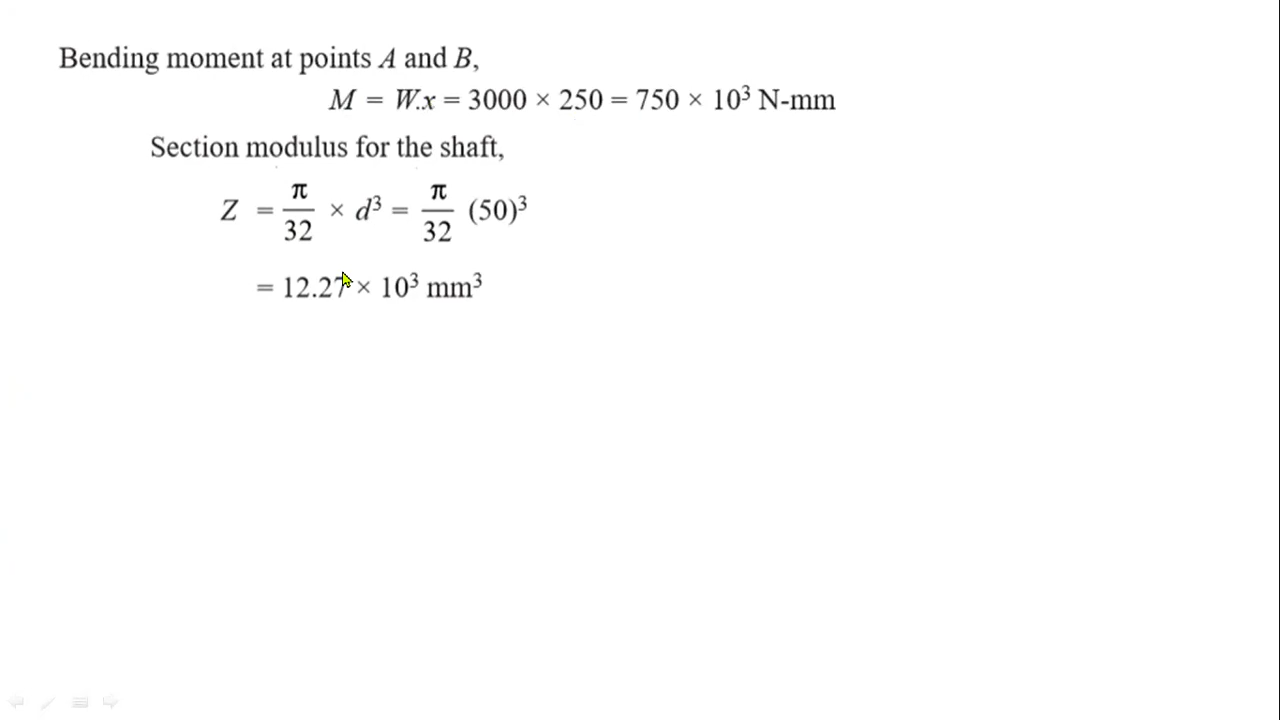 Bending moment at points A and B,
M = W.x = 3000 × 250 = 750 × 10³ N-mm
Section modulus for the shaft,
Z = π/32 × d³ = π/32 (50)³
= 12.27 × 10³ mm³